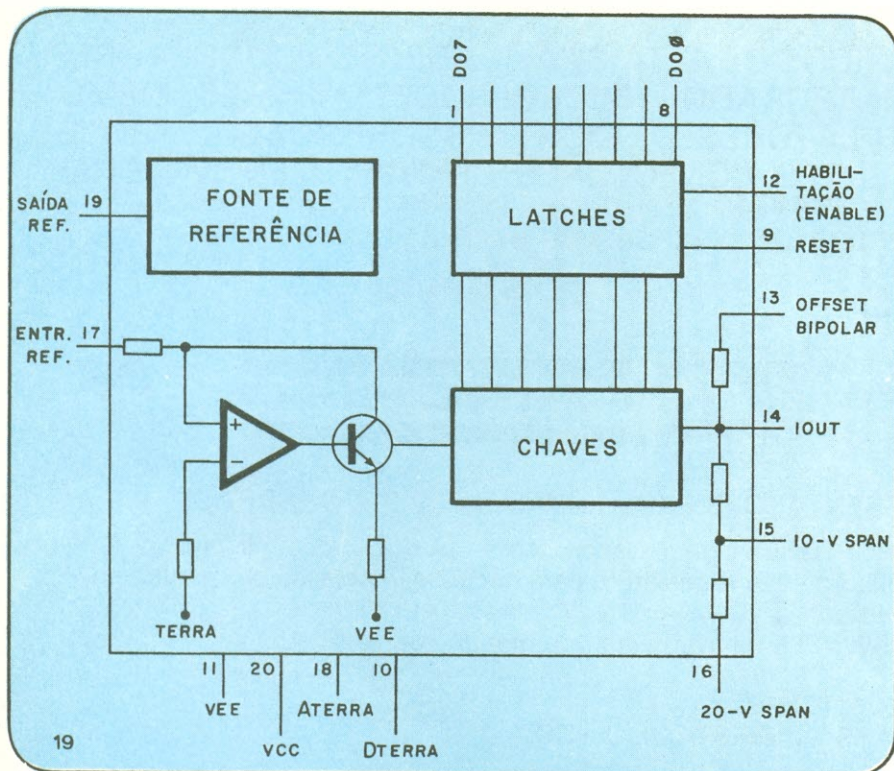 DO7
DOØ
1
8
SAÍDA
REF.
19
FONTE DE
REFERÊNCIA
LATCHES
12
HABILI-
TAÇÃO
(ENABLE)
9
RESET
13
OFFSET
BIPOLAR
ENTR.
REF.
17
+
−
CHAVES
14
IOUT
15
10-V SPAN
TERRA
VEE
11
20
18
10
16
VEE
ATERRA
20-V SPAN
VCC
DTERRA
19